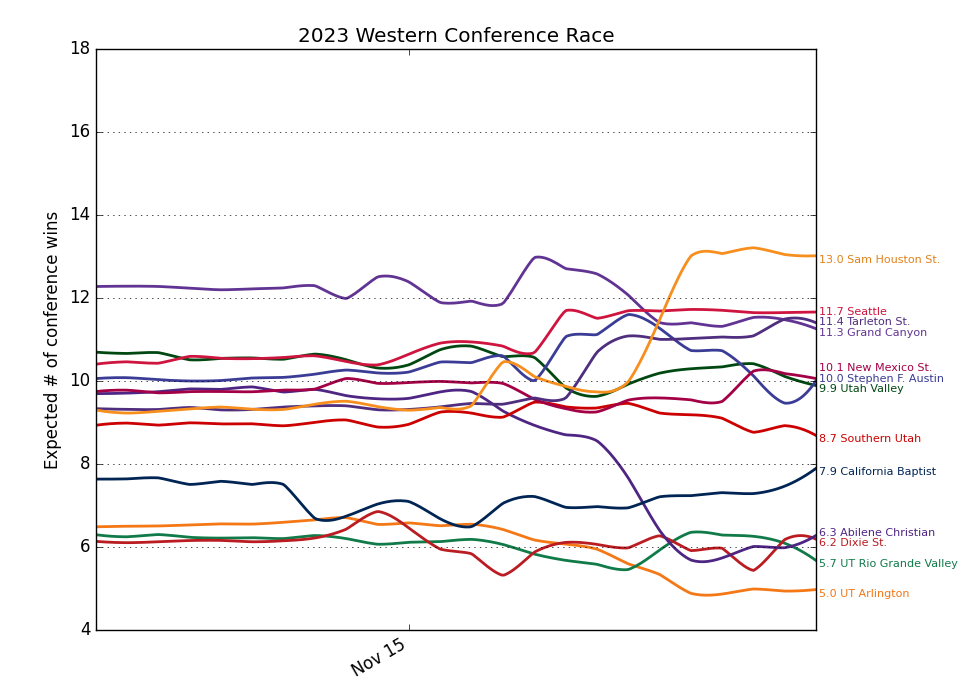 2023 Western Conference Race
Expected # of conference wins
18
16
14
12
10
8
6
4
Nov 15
13.0 Sam Houston St.
11.7 Seattle
11.4 Tarleton St.
11.3 Grand Canyon
10.1 New Mexico St.
10.0 Stephen F. Austin
9.9 Utah Valley
8.7 Southern Utah
7.9 California Baptist
6.3 Abilene Christian
6.2 Dixie St.
5.7 UT Rio Grande Valley
5.0 UT Arlington